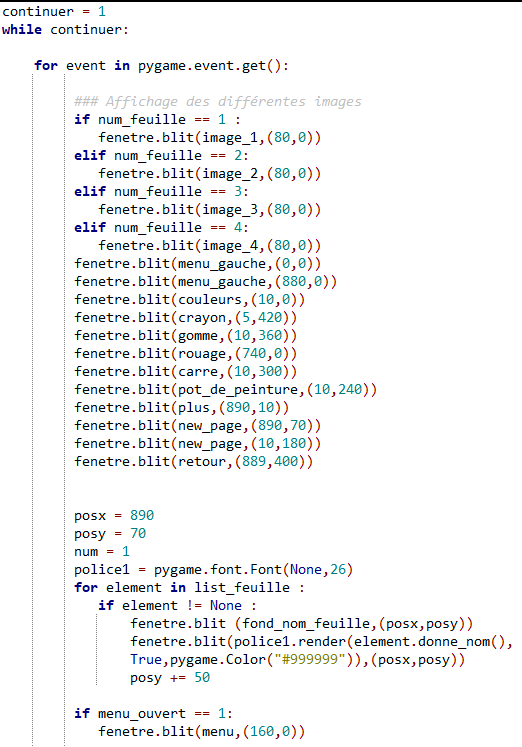 continuer = 1
while continuer:
for event in pygame.event.get():
### Affichage des différentes images
if num_feuille == 1 :
fenetre.blit(image_1,(80,0))
elif num_feuille == 2:
fenetre.blit(image_2,(80,0))
elif num_feuille == 3:
fenetre.blit(image_3,(80,0))
elif num_feuille == 4:
fenetre.blit(image_4,(80,0))
fenetre.blit(menu_gauche,(0,0))
fenetre.blit(menu_gauche,(880,0))
fenetre.blit(couleurs,(10,0))
fenetre.blit(crayon,(5,420))
fenetre.blit(gomme,(10,360))
fenetre.blit(rouage,(740,0))
fenetre.blit(carre,(10,300))
fenetre.blit(pot_de_peinture,(10,240))
fenetre.blit(plus,(890,10))
fenetre.blit(new_page,(890,70))
fenetre.blit(new_page,(10,180))
fenetre.blit(retour,(889,400))
posx = 890
posy = 70
num = 1
police1 = pygame.font.Font(None,26)
for element in list_feuille :
if element != None :
fenetre.blit (fond_nom_feuille,(posx,posy))
fenetre.blit(police1.render(element.donne_nom(),
True,pygame.Color("#999999")),(posx,posy))
posy += 50
if menu_ouvert == 1:
fenetre.blit(menu,(160,0))